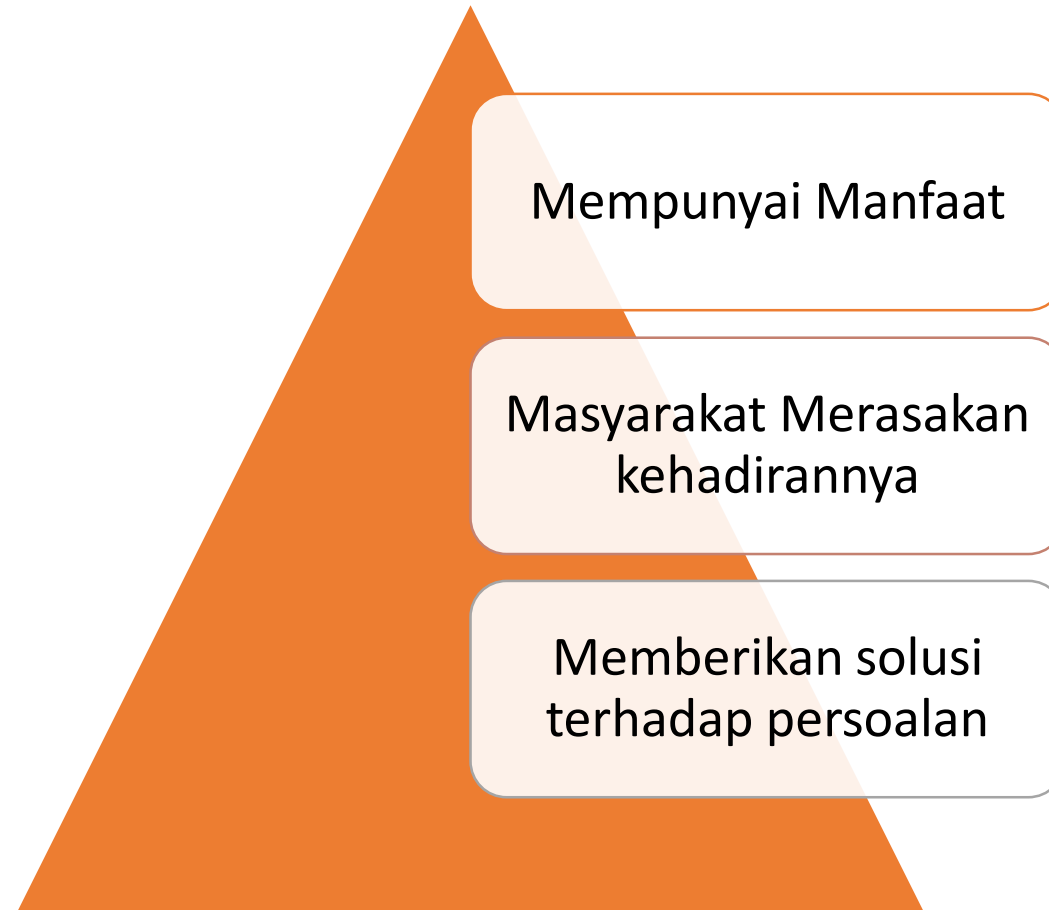 Mempunyai Manfaat
Masyarakat Merasakan
kehadirannya
Memberikan solusi
terhadap persoalan